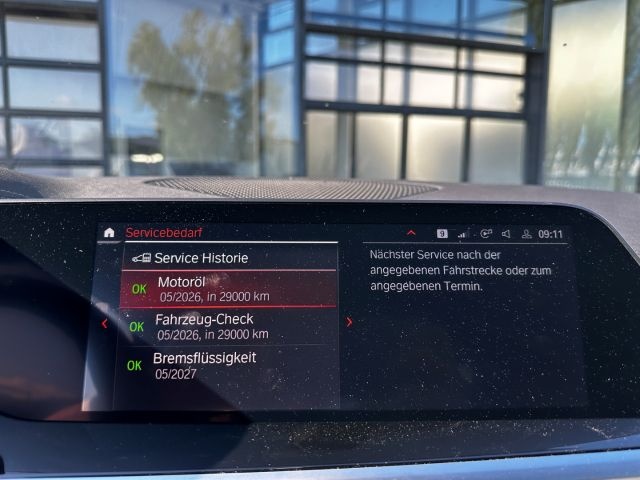 Servicebedarf
9
09:11
Service Historie
OK
Motoröl
05/2026, in 29000 km
OK
Fahrzeug-Check
05/2026, in 29000 km
OK
Bremsflüssigkeit
05/2027
Nächster Service nach der
angegebenen Fahrstrecke oder zum
angegebenen Termin.